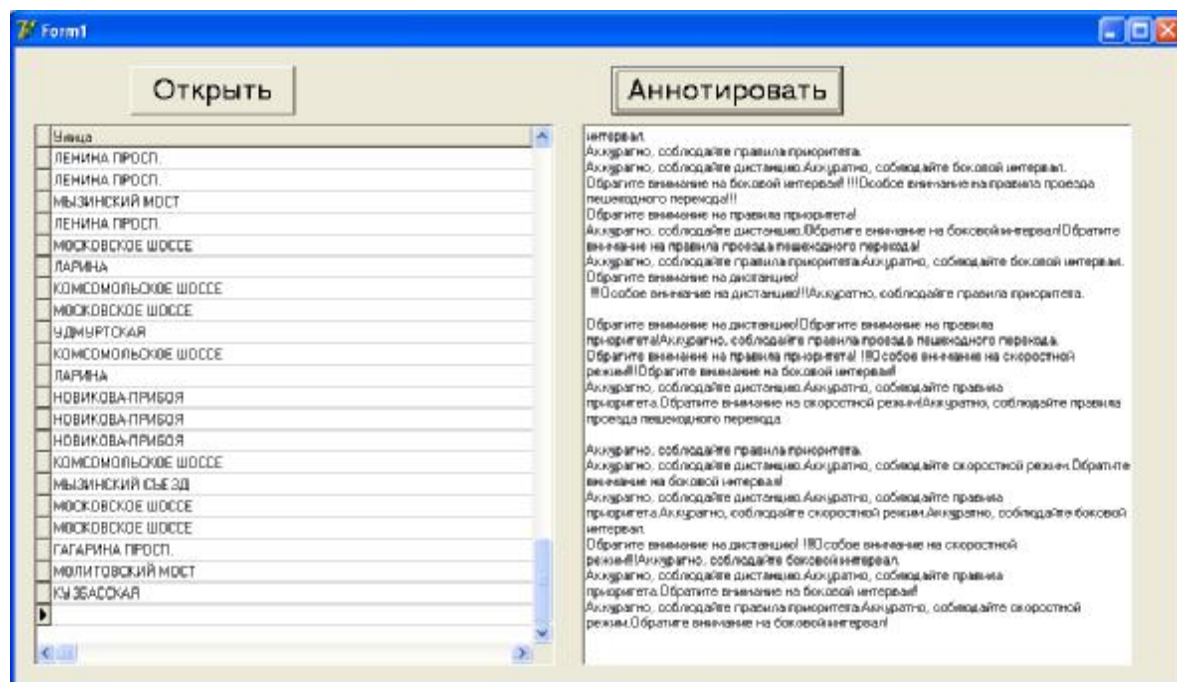 Form1
Открыть
Аннотировать
Улица
ЛЕНИНА ПРОСП.
ЛЕНИНА ПРОСП.
МЫЗИНСКИЙ МОСТ
ЛЕНИНА ПРОСП.
МОСКОВСКОЕ ШОССЕ
ЛАРИНА
КОМСОМОЛЬСКОЕ ШОССЕ
МОСКОВСКОЕ ШОССЕ
УДМУРТСКАЯ
КОМСОМОЛЬСКОЕ ШОССЕ
ЛАРИНА
НОВИКОВА-ПРИБОЯ
НОВИКОВА-ПРИБОЯ
НОВИКОВА-ПРИБОЯ
КОМСОМОЛЬСКОЕ ШОССЕ
МЫЗИНСКИЙ СЪЕЗД
МОСКОВСКОЕ ШОССЕ
МОСКОВСКОЕ ШОССЕ
ГАГАРИНА ПРОСП.
МОЛИТОВСКИЙ МОСТ
КУЗБАССКАЯ
интервал.
Аккуратно, соблюдайте правила приоритета.
Аккуратно, соблюдайте дистанцию.Аккуратно, соблюдайте боковой интервал.
Обратите внимание на боковой интервал! !!!Особое внимание на правила проезда
пешеходного перехода!!!
Обратите внимание на правила приоритета!
Аккуратно, соблюдайте дистанцию.Обратите внимание на боковой интервал!Обратите
внимание на правила проезда пешеходного перехода!
Аккуратно, соблюдайте правила приоритета.Аккуратно, соблюдайте боковой интервал.
Обратите внимание на дистанцию!
!!!Особое внимание на дистанцию!!!Аккуратно, соблюдайте правила приоритета.
Обратите внимание на дистанцию!Обратите внимание на правила
приоритета!Аккуратно, соблюдайте правила проезда пешеходного перехода.
Обратите внимание на правила приоритета! !!!Особое внимание на скоростной
режим!!!Обратите внимание на боковой интервал!
Аккуратно, соблюдайте дистанцию.Аккуратно, соблюдайте правила
приоритета.Обратите внимание на скоростной режим!Аккуратно, соблюдайте правила
проезда пешеходного перехода.
Аккуратно, соблюдайте правила приоритета.
Аккуратно, соблюдайте дистанцию.Аккуратно, соблюдайте скоростной режим.Обратите
внимание на боковой интервал!
Аккуратно, соблюдайте дистанцию.Аккуратно, соблюдайте правила
приоритета.Аккуратно, соблюдайте скоростной режим.Аккуратно, соблюдайте боковой
интервал.
Обратите внимание на дистанцию! !!!Особое внимание на скоростной
режим!!!Аккуратно, соблюдайте боковой интервал.
Аккуратно, соблюдайте дистанцию.Аккуратно, соблюдайте правила
приоритета.Обратите внимание на боковой интервал!
Аккуратно, соблюдайте правила приоритета.Аккуратно, соблюдайте скоростной
режим.Обратите внимание на боковой интервал!